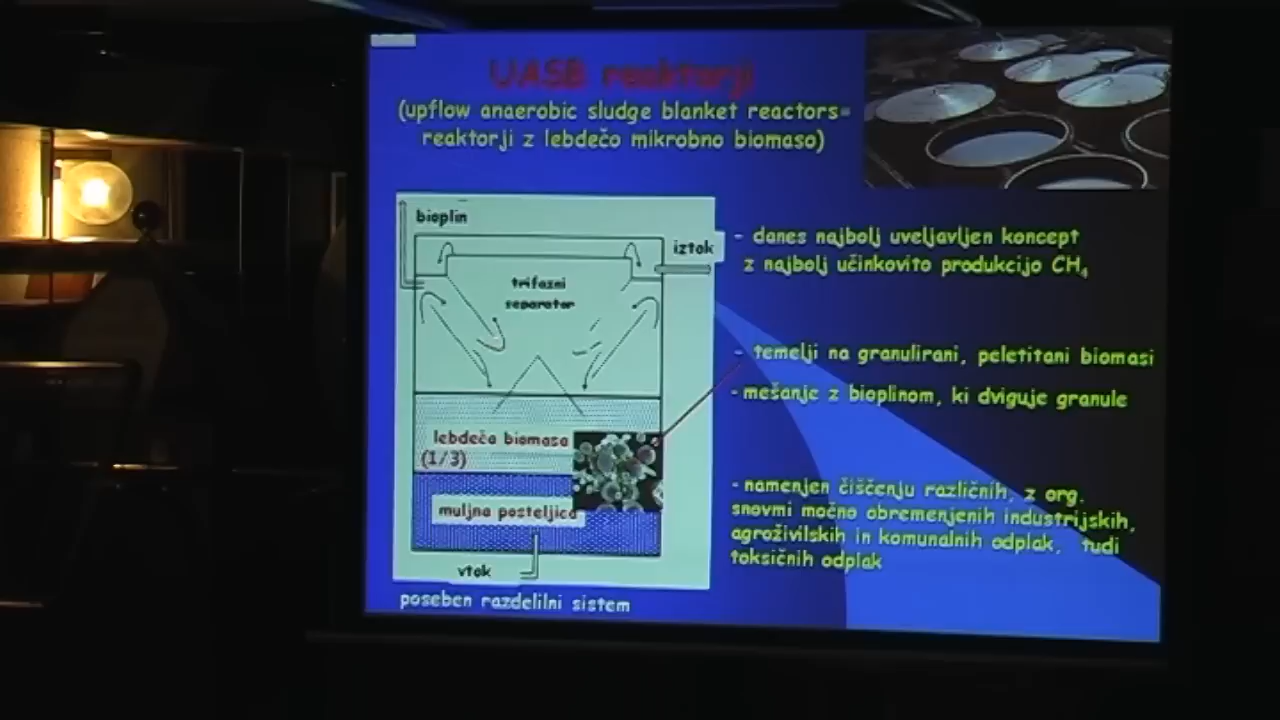 UASB reaktorji
(upflow anaerobic sludge blanket reactors=
reaktorji z lebdečo mikrobno biomaso)
bioplin
iztok
trifazni
separator
lebdeča biomasa
(1/3)
muljna posteljica
vtok
poseben razdelilni sistem
- danes najbolj uveljavljen koncept
z najbolj učinkovito produkcijo CH₄
- temelji na granulirani, peletitani biomasi
- mešanje z bioplinom, ki dviguje granule
- namenjen čiščenju različnih, z org.
snovmi močno obremenjenih industrijskih,
agroživilskih in komunalnih odplak, tudi
toksičnih odplak